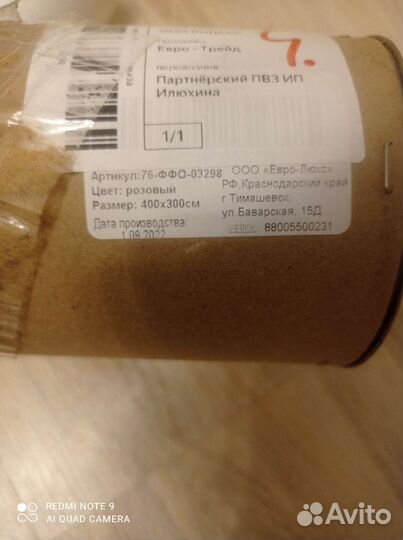 Евро - Трейд
перевозчик
Партнёрский ПВЗ ИП
Илюхина
1/1
Артикул:76-ФФО-03298
Цвет: розовый
Размер: 400х300см
Дата производства:
1.09.2022
ООО «Евро-Люкс»
РФ,Краснодарский край
г.Тимашевск,
ул.Баварская, 15Д
88005500231
REDMI NOTE 9
AI QUAD CAMERA
Avito